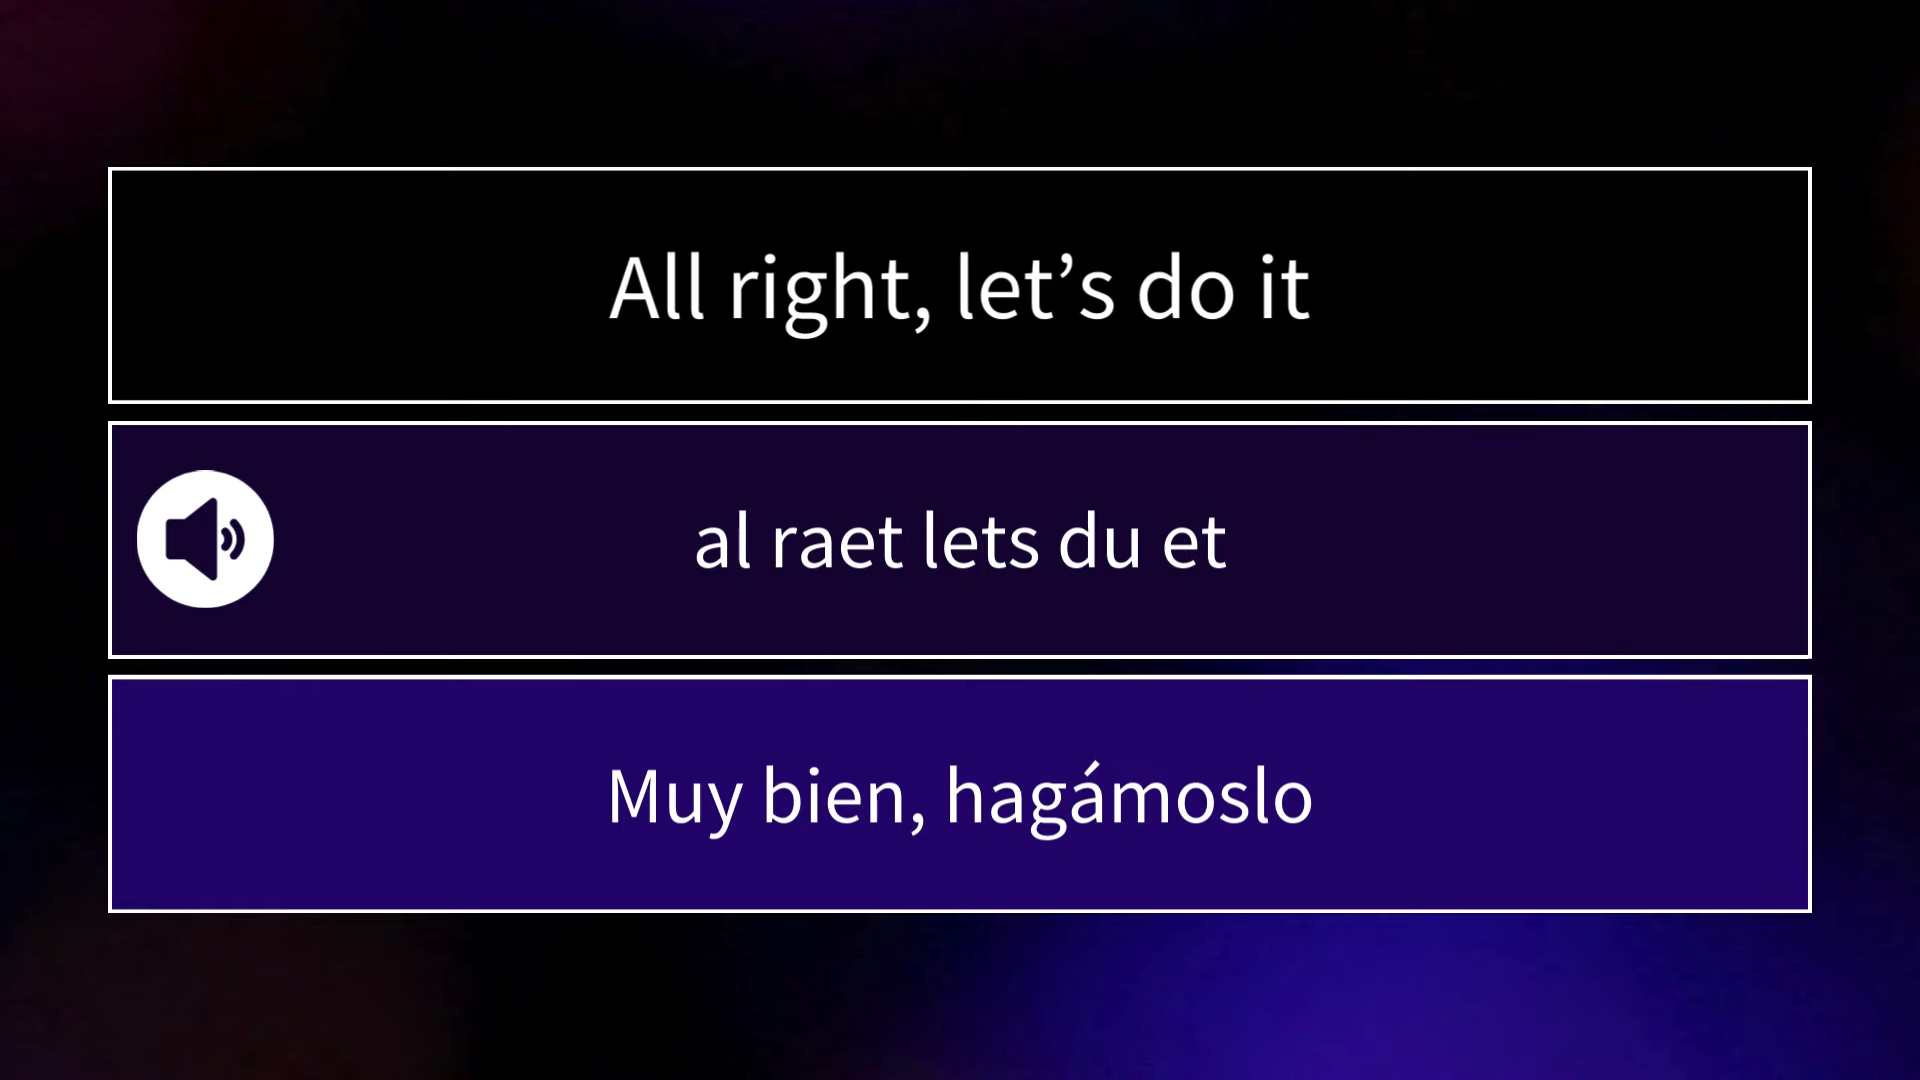 All right, let’s do it
al raet lets du et
Muy bien, hagámoslo